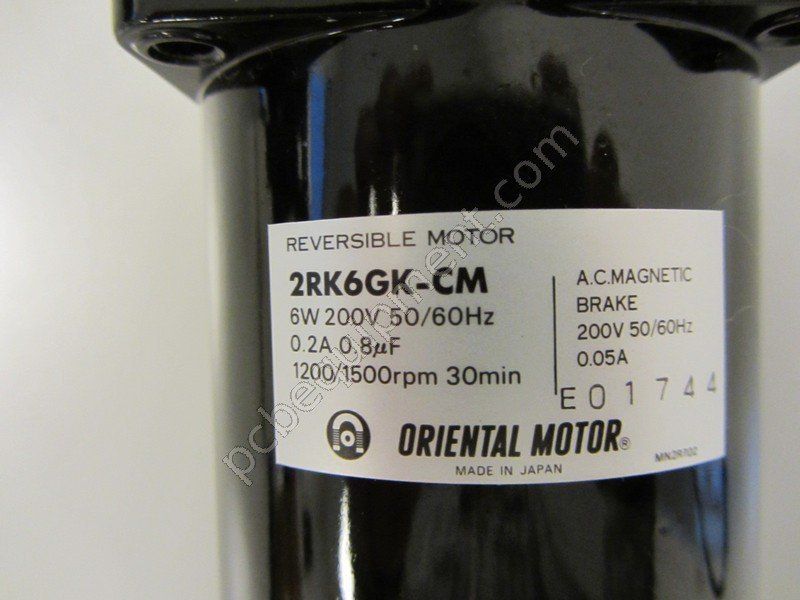 REVERSIBLE MOTOR
2RK6GK-CM
6W 200V 50/60Hz
0.2A 0.8µF
1200/1500rpm 30min
A.C.MAGNETIC
BRAKE
200V 50/60Hz
0.05A
E01744
ORIENTAL MOTOR®
MADE IN JAPAN
pcbequipment.com